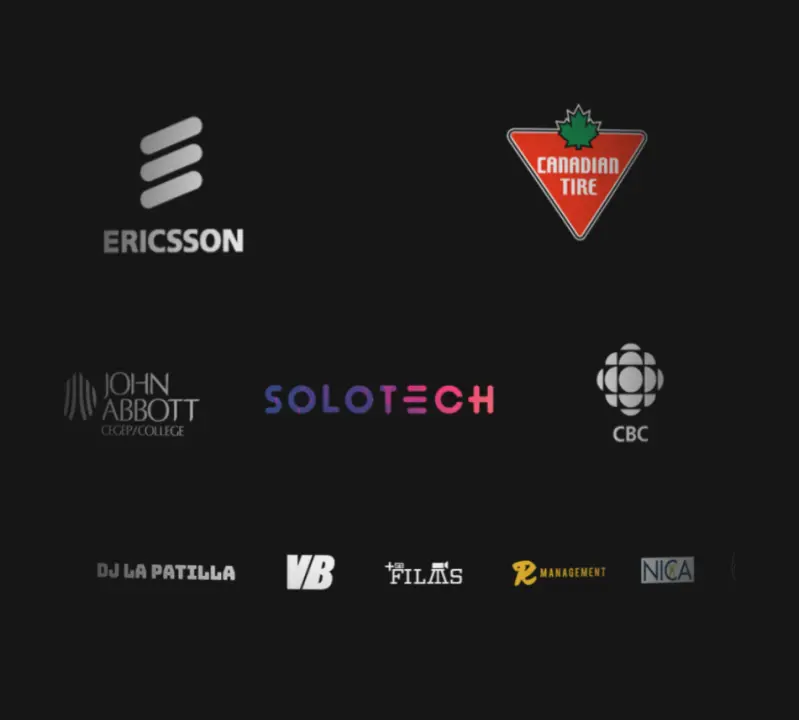 ERICSSON
CANADIAN
TIRE
JOHN
ABBOTT
CEGEP/COLLEGE
SOLOTECH
CBC
DJ LA PATILLA
VB
FILMS
R MANAGEMENT
NICA